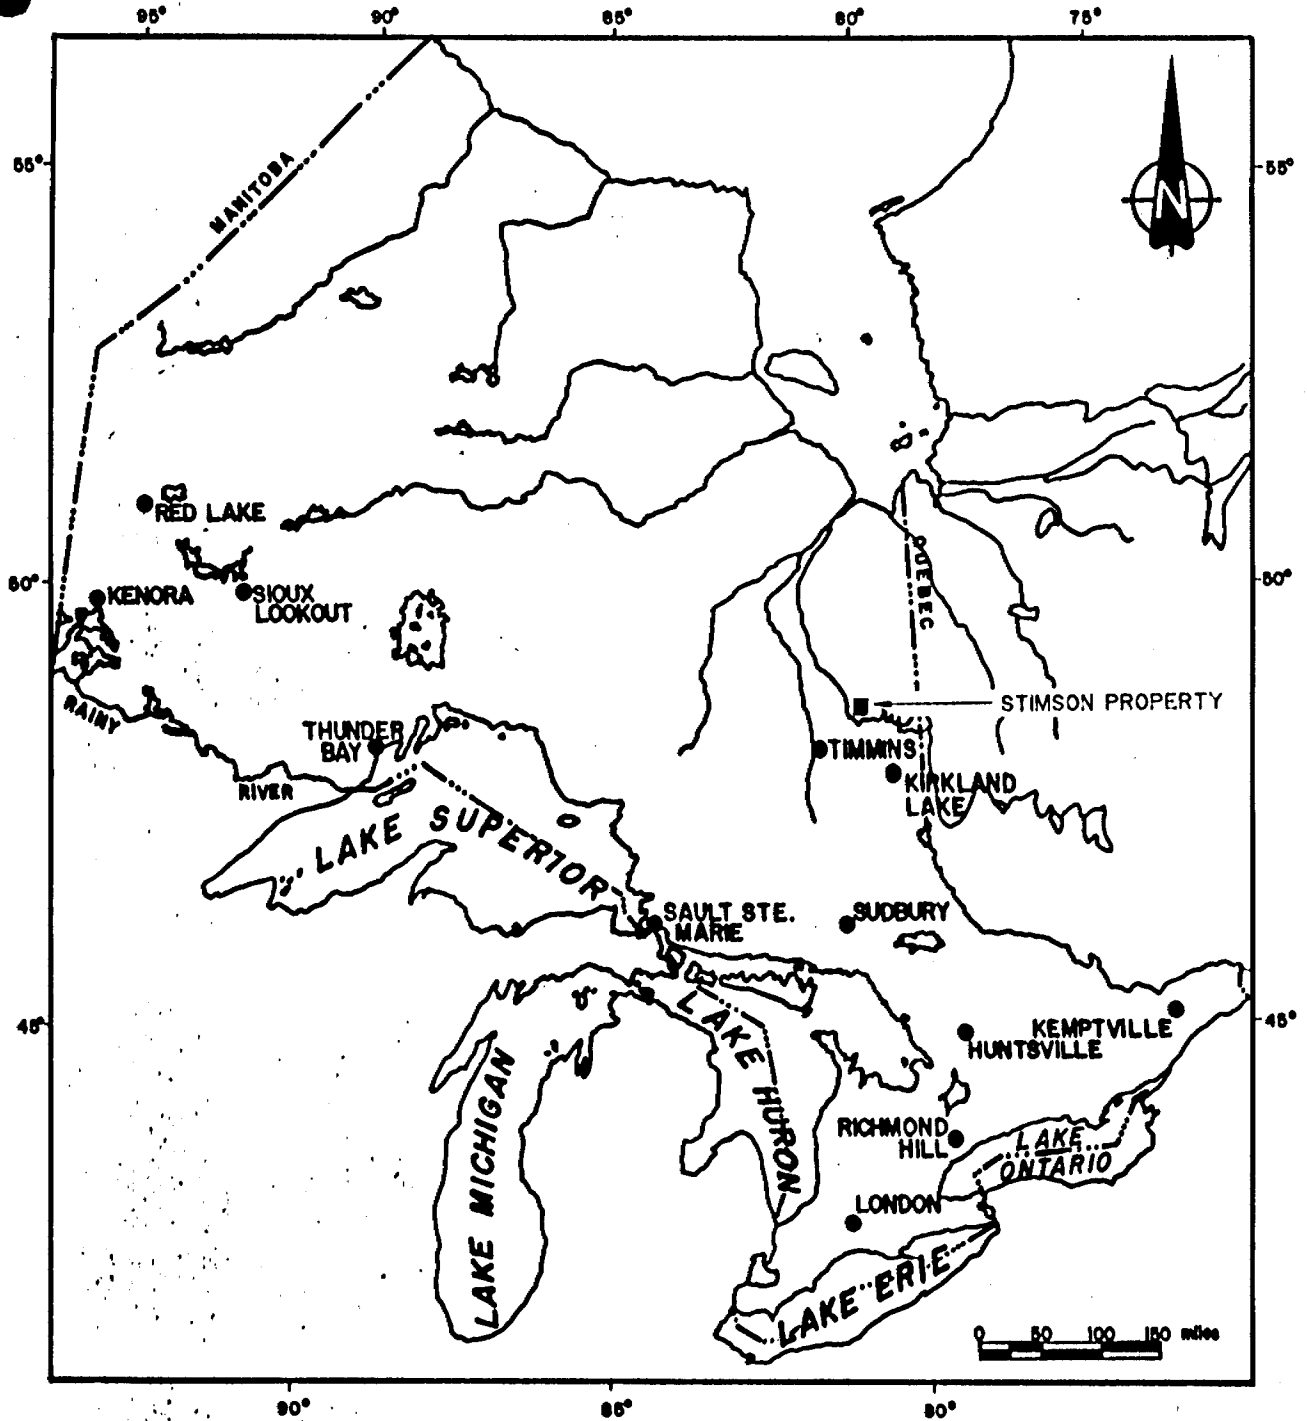 95° 90° 85° 80° 75°
55° 55°
MANITOBA
N
RED LAKE
50° 50°
KENORA
SIOUX
LOOKOUT
QUEBEC
RAINY
STIMSON PROPERTY
THUNDER
BAY
TIMMINS
RIVER
KIRKLAND
LAKE
LAKE SUPERIOR
SAULT STE.
MARIE
SUDBURY
45° 45°
LAKE HURON
KEMPTVILLE
HUNTSVILLE
LAKE MICHIGAN
RICHMOND
HILL
LAKE
ONTARIO
LONDON
LAKE ERIE
0 50 100 150 miles
90° 85° 80°